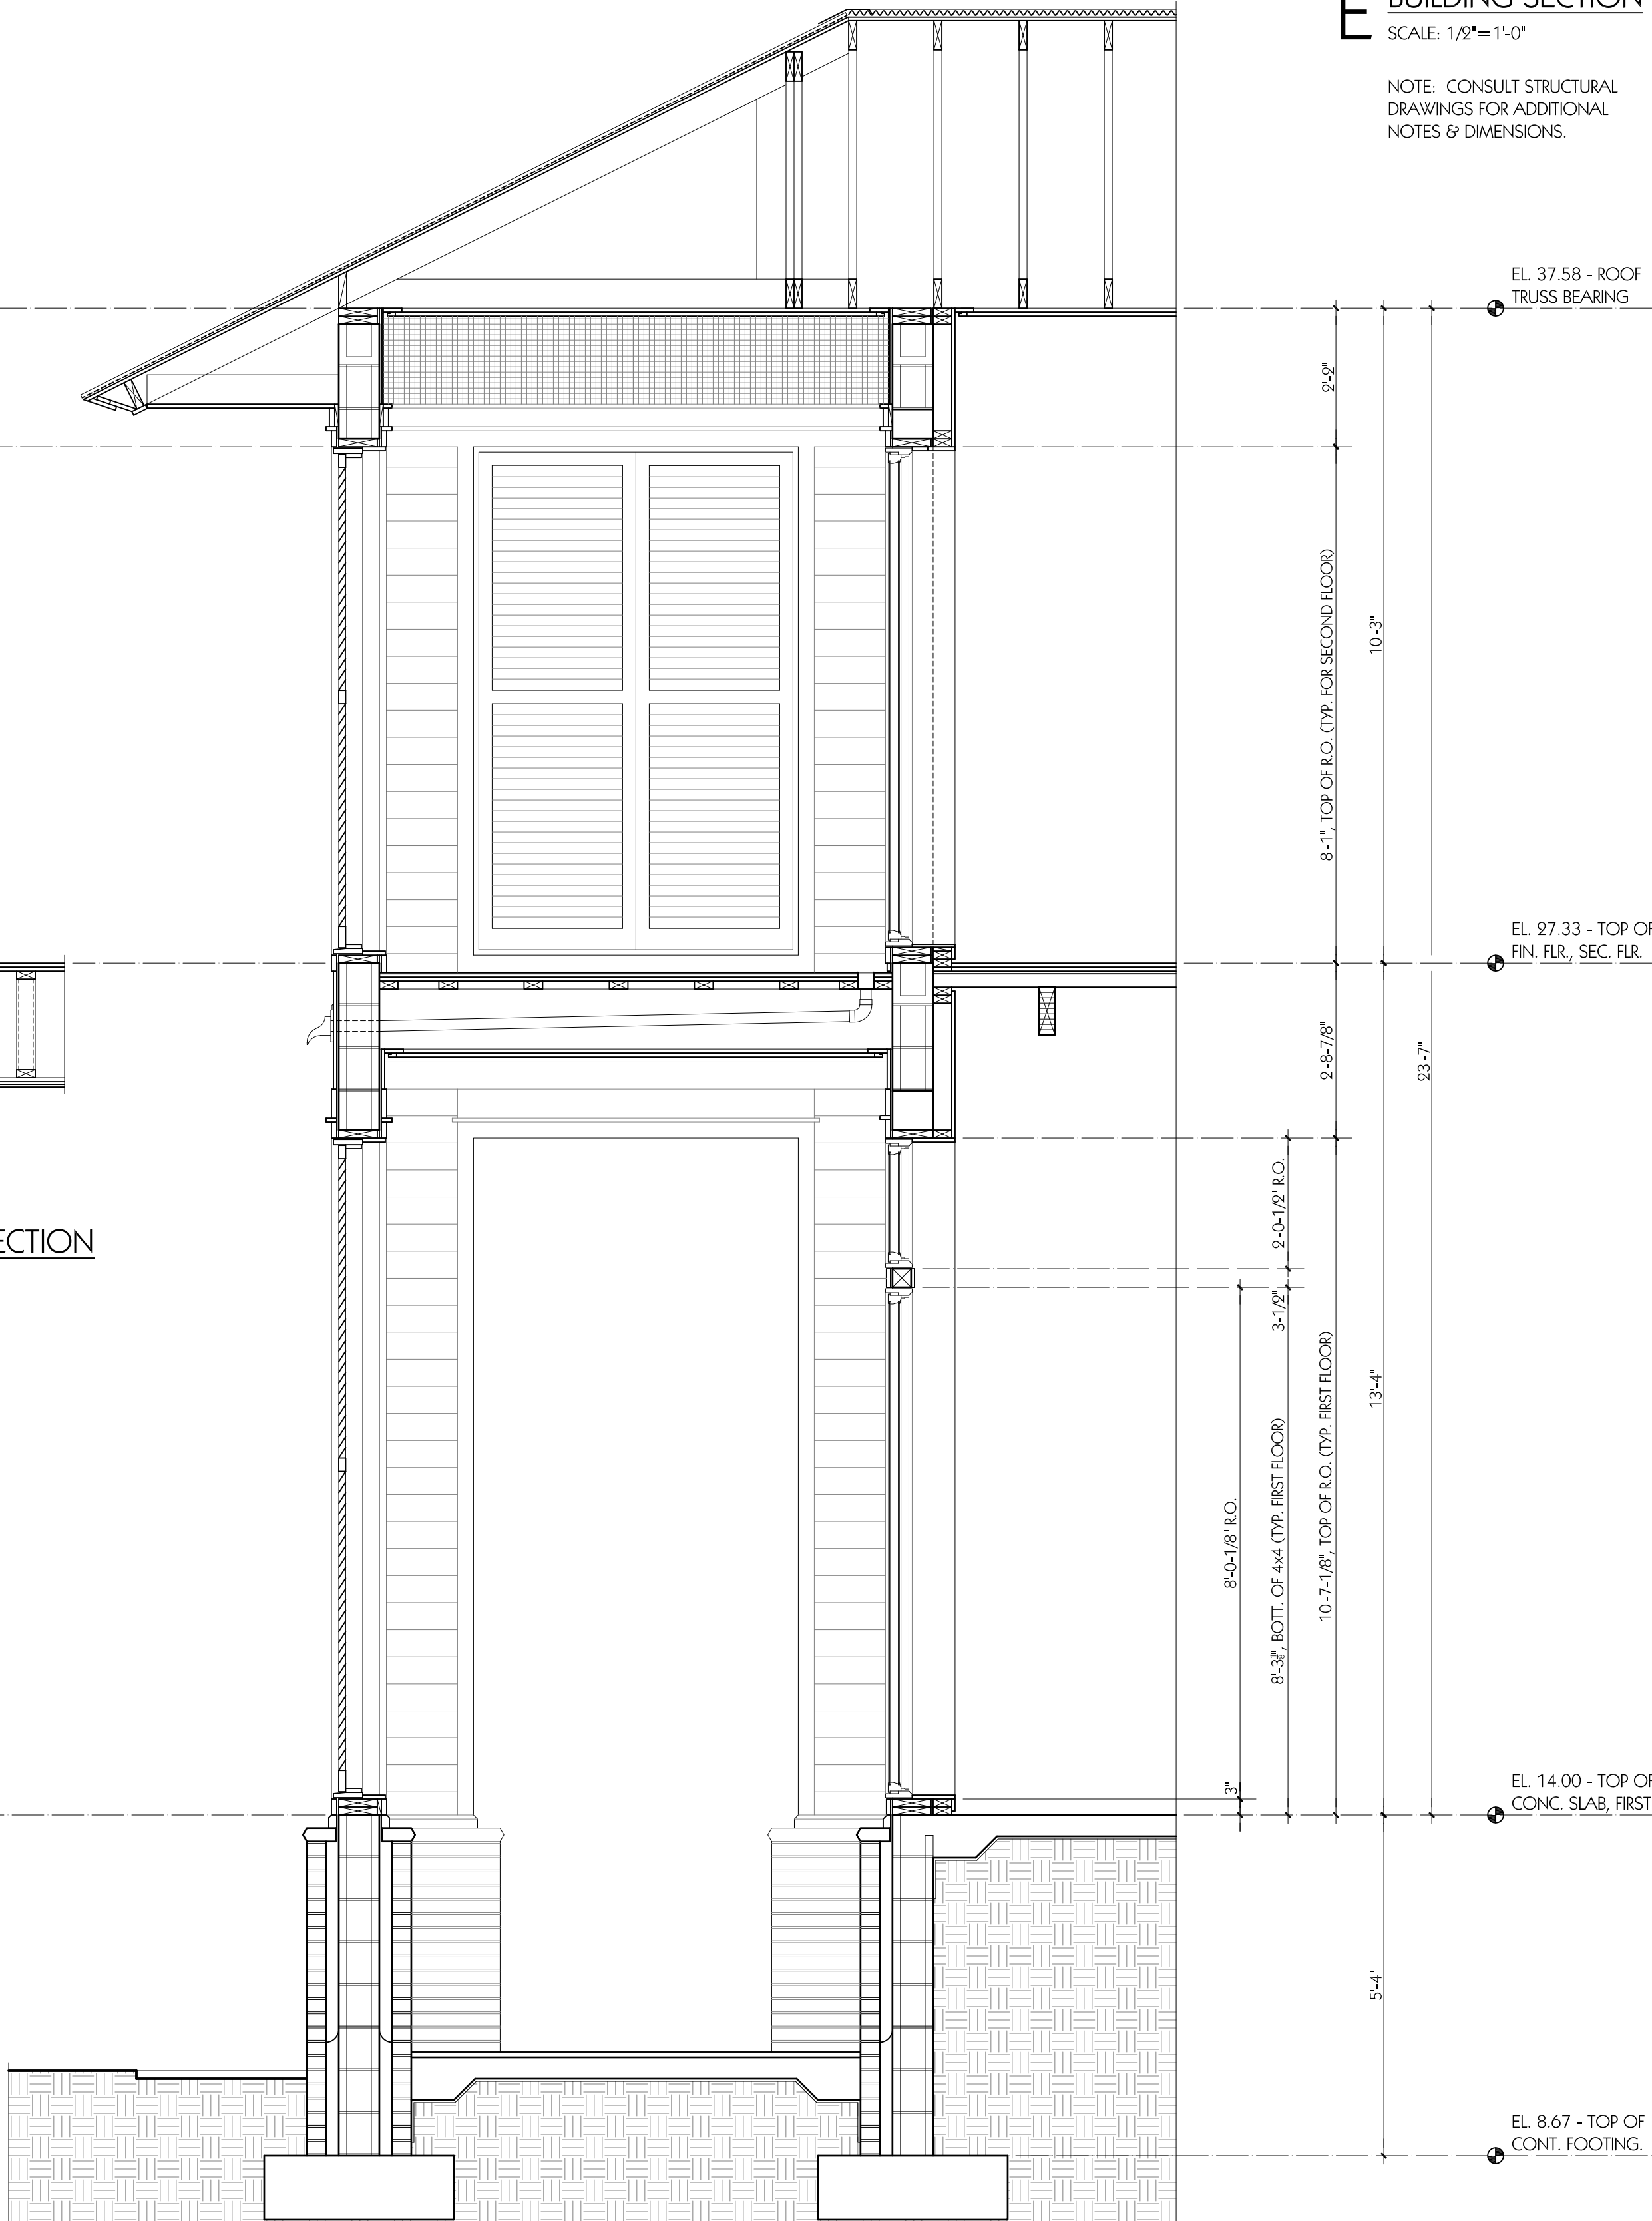 E
BUILDING SECTION
SCALE: 1/2"=1'-0"
NOTE: CONSULT STRUCTURAL
DRAWINGS FOR ADDITIONAL
NOTES & DIMENSIONS.
EL. 37.58 - ROOF
TRUSS BEARING
2'-2"
8'-1", TOP OF R.O. (TYP. FOR SECOND FLOOR)
10'-3"
EL. 27.33 - TOP OF
FIN. FLR., SEC. FLR.
2'-8-7/8"
23'-7"
ECTION
2'-0-1/2" R.O.
3-1/2"
8'-0-1/8" R.O.
8'-3⅛", BOTT. OF 4x4 (TYP. FIRST FLOOR)
10'-7-1/8", TOP OF R.O. (TYP. FIRST FLOOR)
13'-4"
3"
EL. 14.00 - TOP OF
CONC. SLAB, FIRST
5'-4"
EL. 8.67 - TOP OF
CONT. FOOTING.